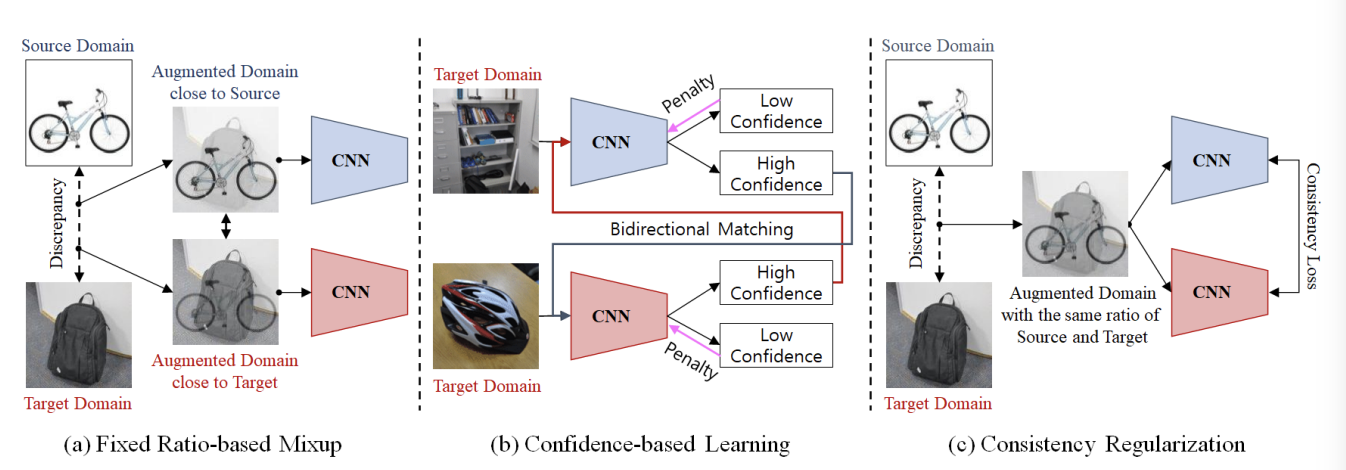 Source Domain
Discrepancy
Target Domain
Augmented Domain
close to Source
Augmented Domain
close to Target
CNN
CNN
(a) Fixed Ratio-based Mixup
Target Domain
CNN
Penalty
Low
Confidence
High
Confidence
Bidirectional Matching
Target Domain
CNN
High
Confidence
Low
Confidence
Penalty
(b) Confidence-based Learning
Source Domain
Discrepancy
Target Domain
Augmented Domain
with the same ratio of
Source and Target
CNN
CNN
Consistency Loss
(c) Consistency Regularization